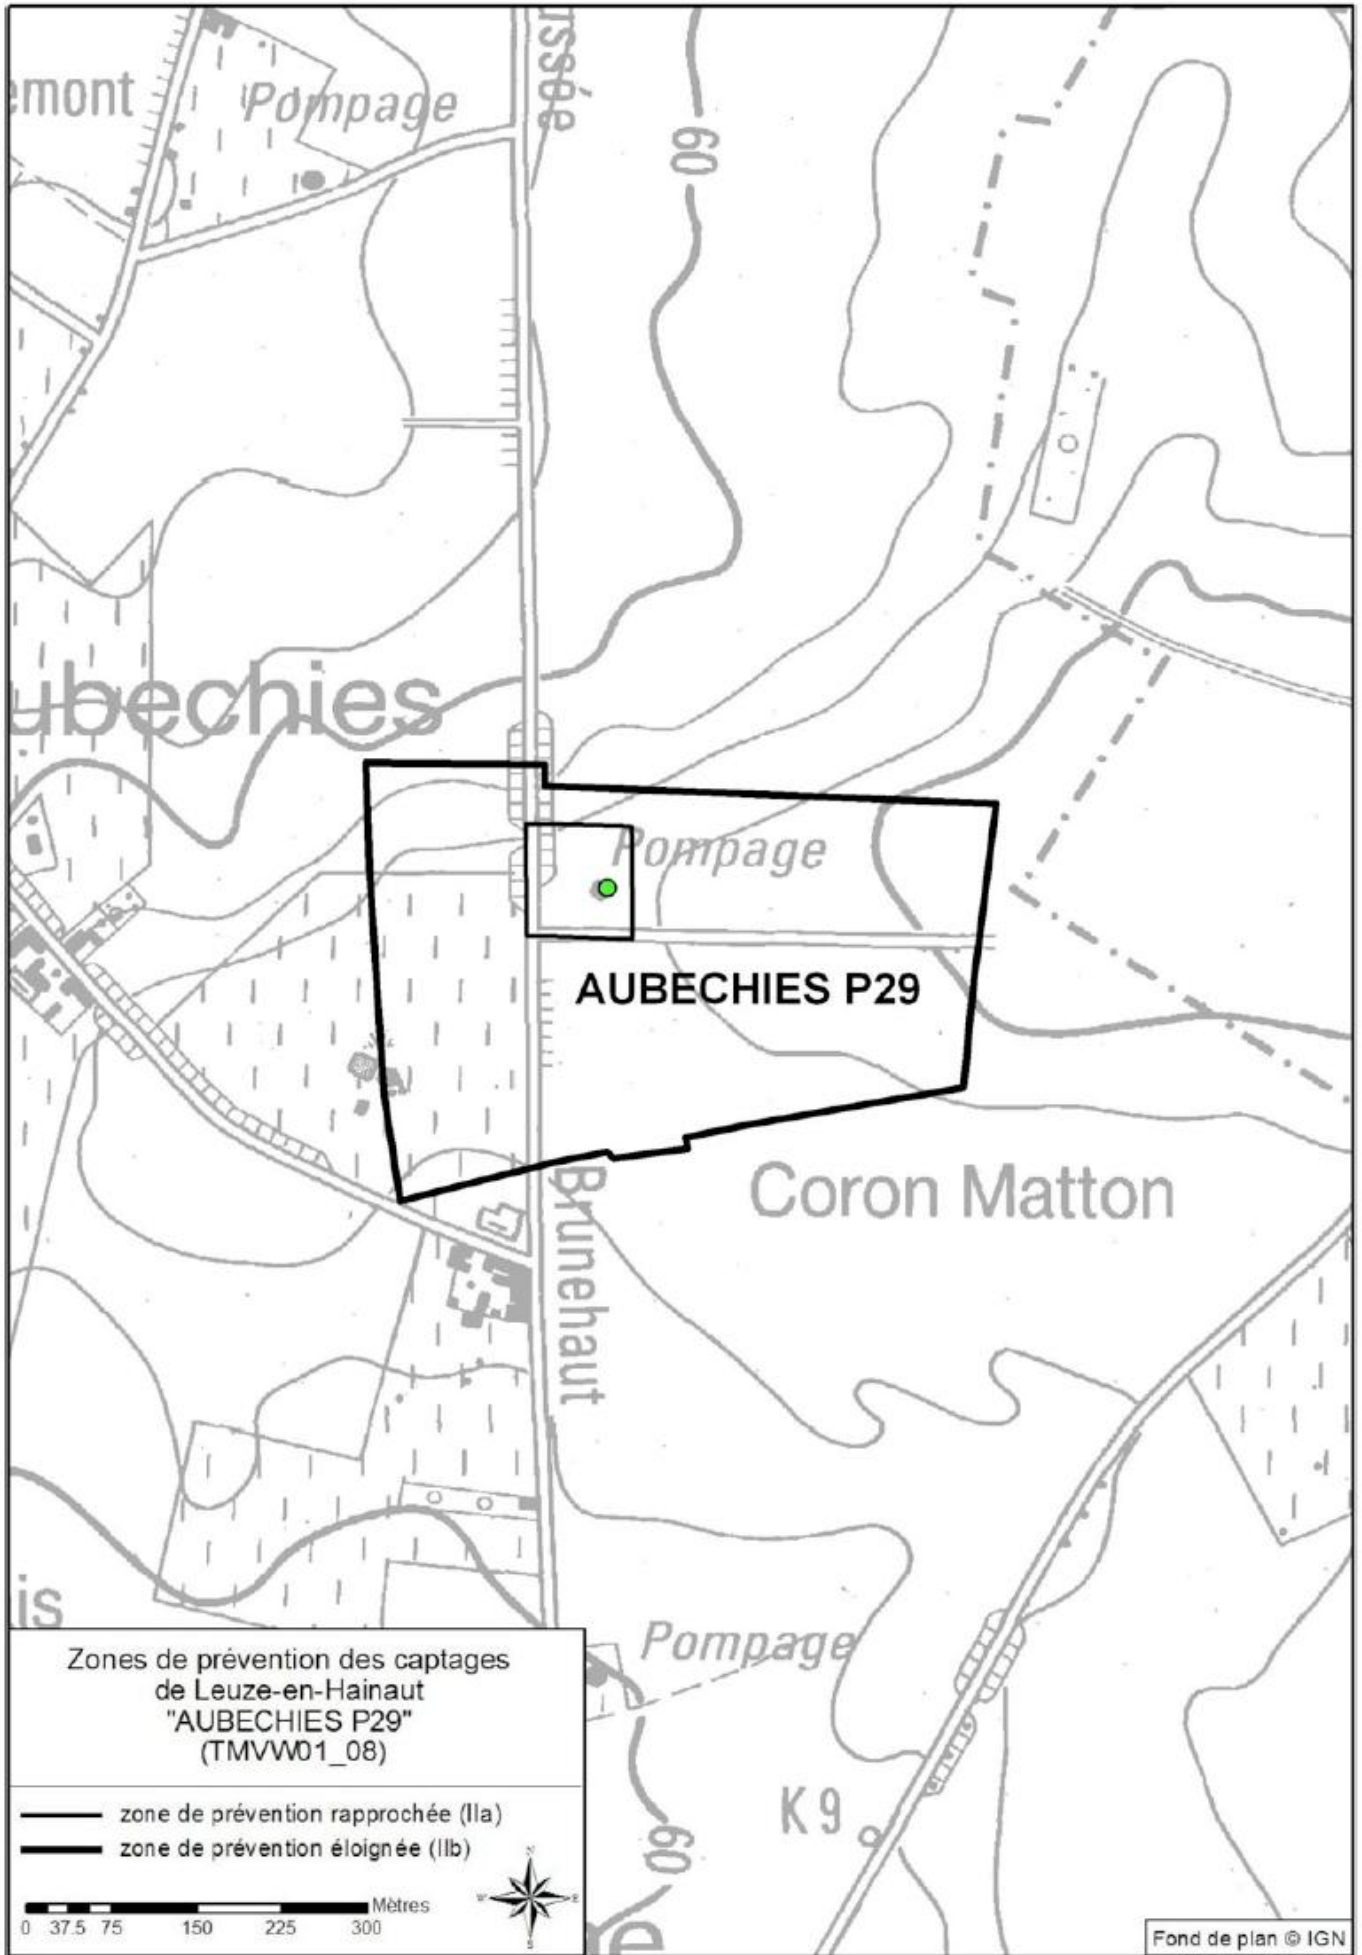 emont
Pompage
ussée
60
ubechies
Pompage
AUBECHIES P29
Coron Matton
Brunehaut
is
Pompage
K9
60
Zones de prévention des captages
de Leuze-en-Hainaut
"AUBECHIES P29"
(TMVW01_08)
zone de prévention rapprochée (IIa)
zone de prévention éloignée (IIb)
N
W E
S
Mètres
0 37.5 75 150 225 300
Fond de plan © IGN